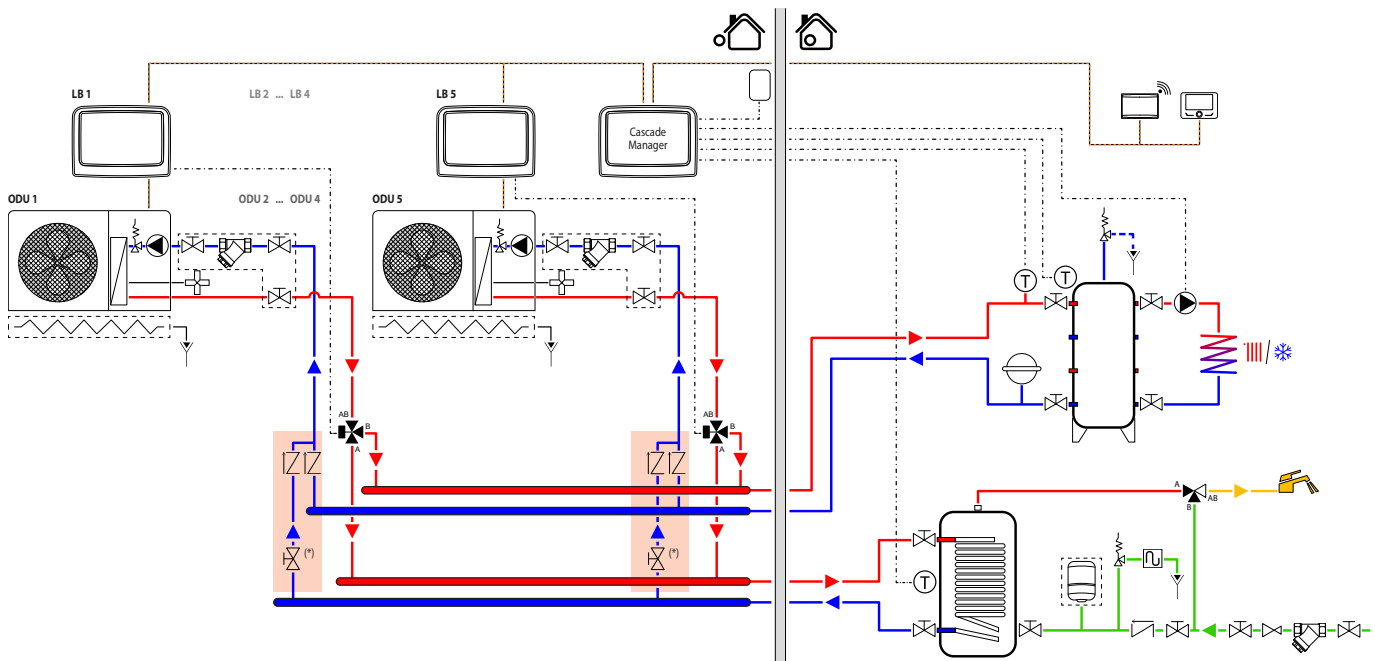 LB 1
LB 2 ... LB 4
LB 5
Cascade
Manager
ODU 1
ODU 2 ... ODU 4
ODU 5
T
T
AB
B
A
AB
B
A
(*)
(*)
A
AB
B
T